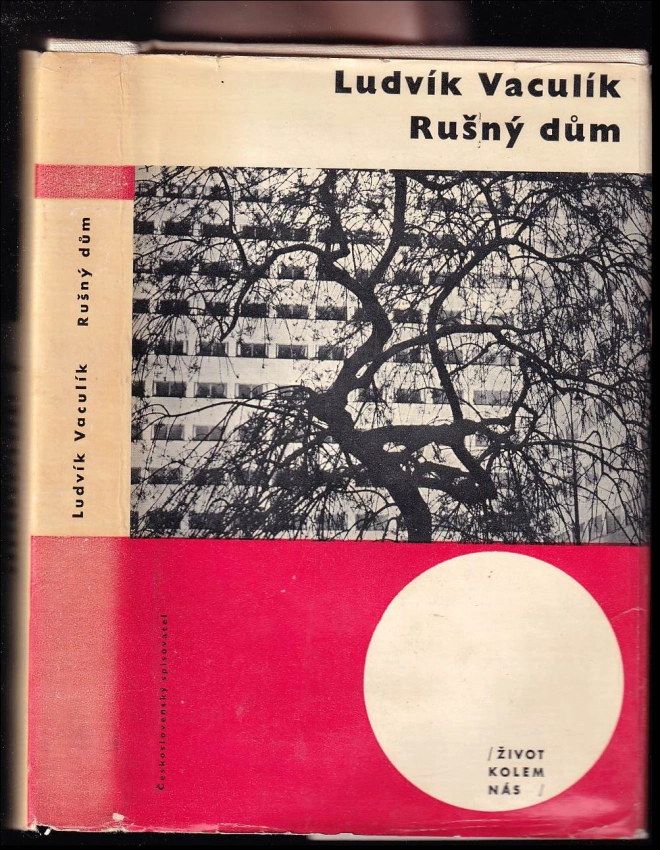 Ludvík Vaculík
Rušný dům
Ludvík Vaculík Rušný dům
Československý spisovatel
/ŽIVOT
KOLEM
NÁS /